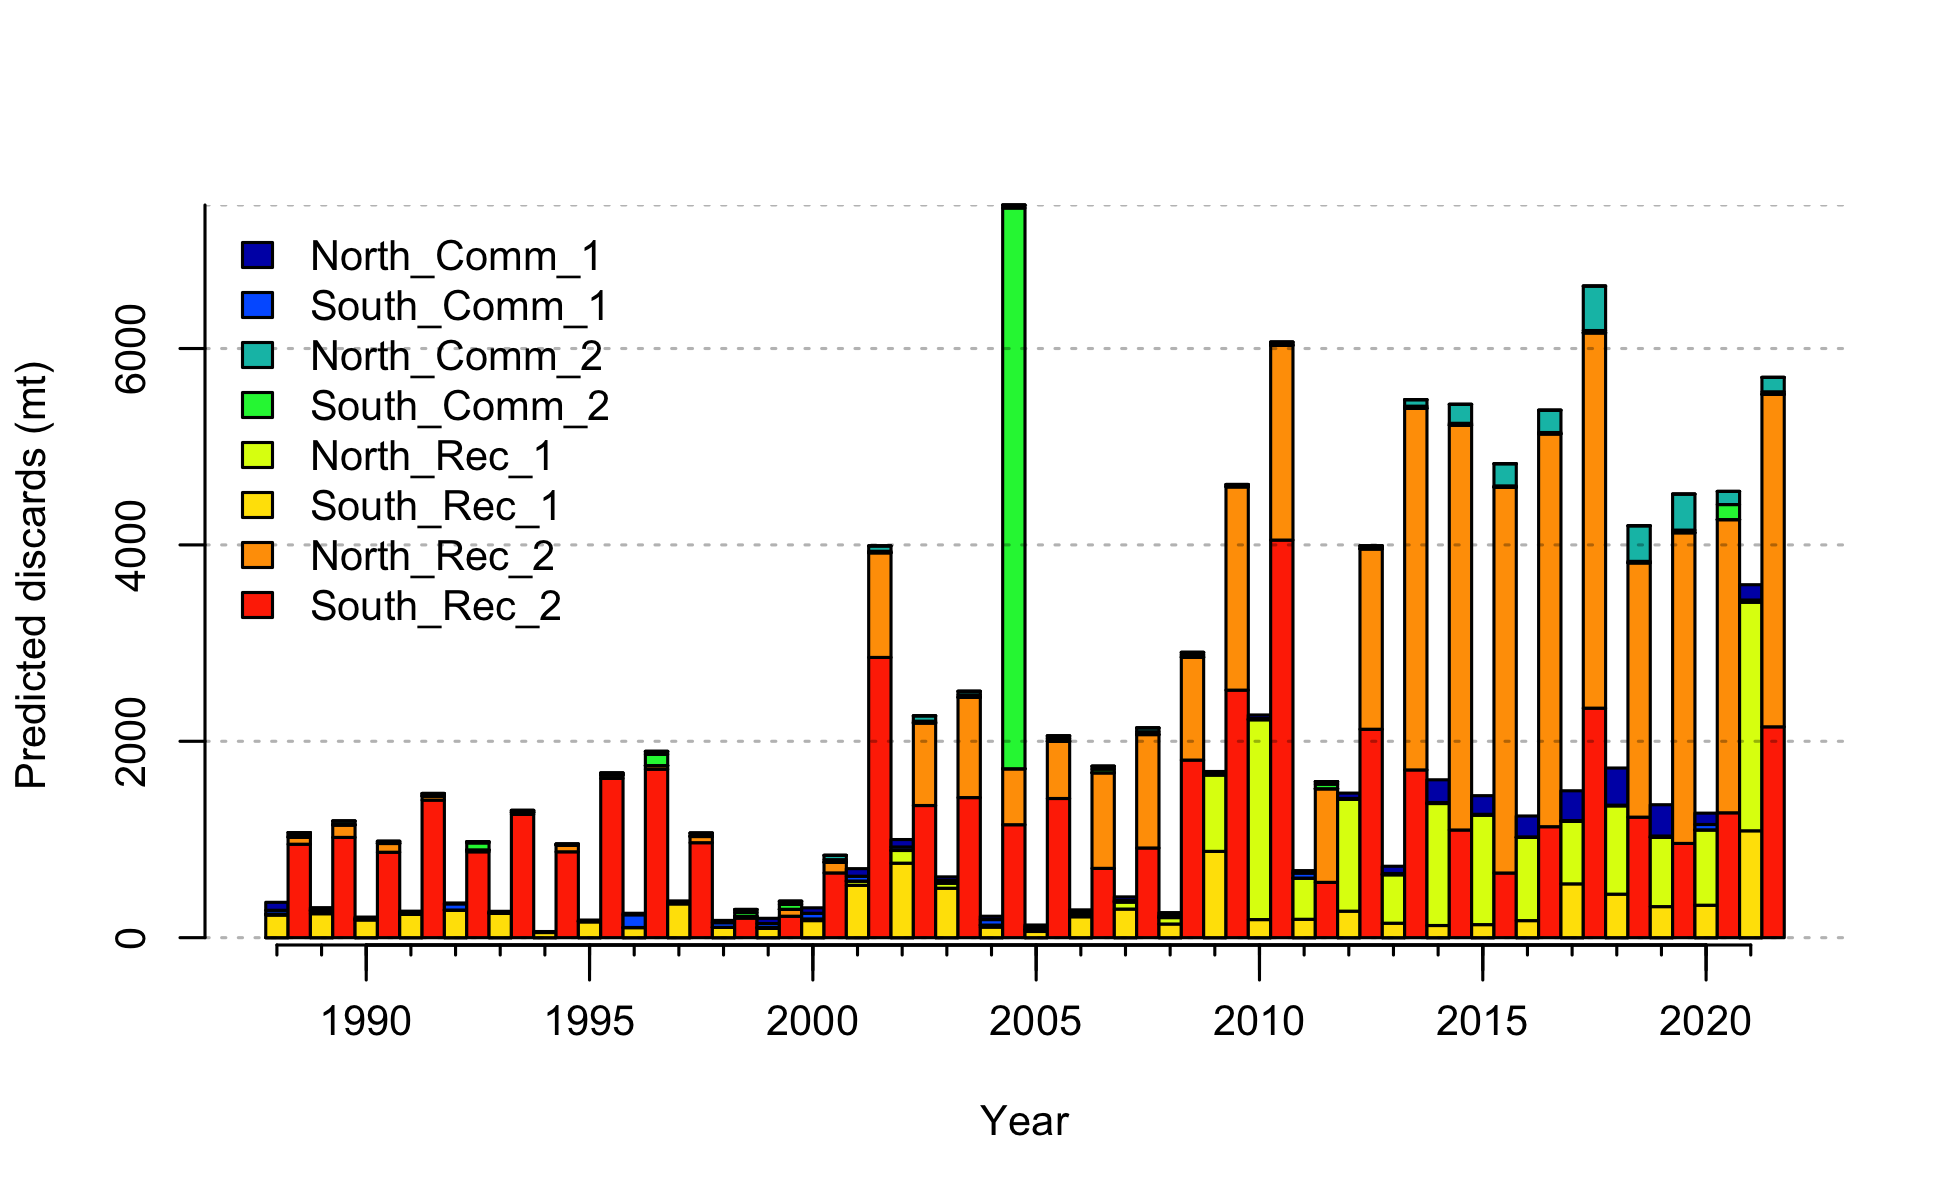 North_Comm_1
South_Comm_1
North_Comm_2
South_Comm_2
North_Rec_1
South_Rec_1
North_Rec_2
South_Rec_2
Predicted discards (mt)
6000
4000
2000
0
1990 1995 2000 2005 2010 2015 2020
Year